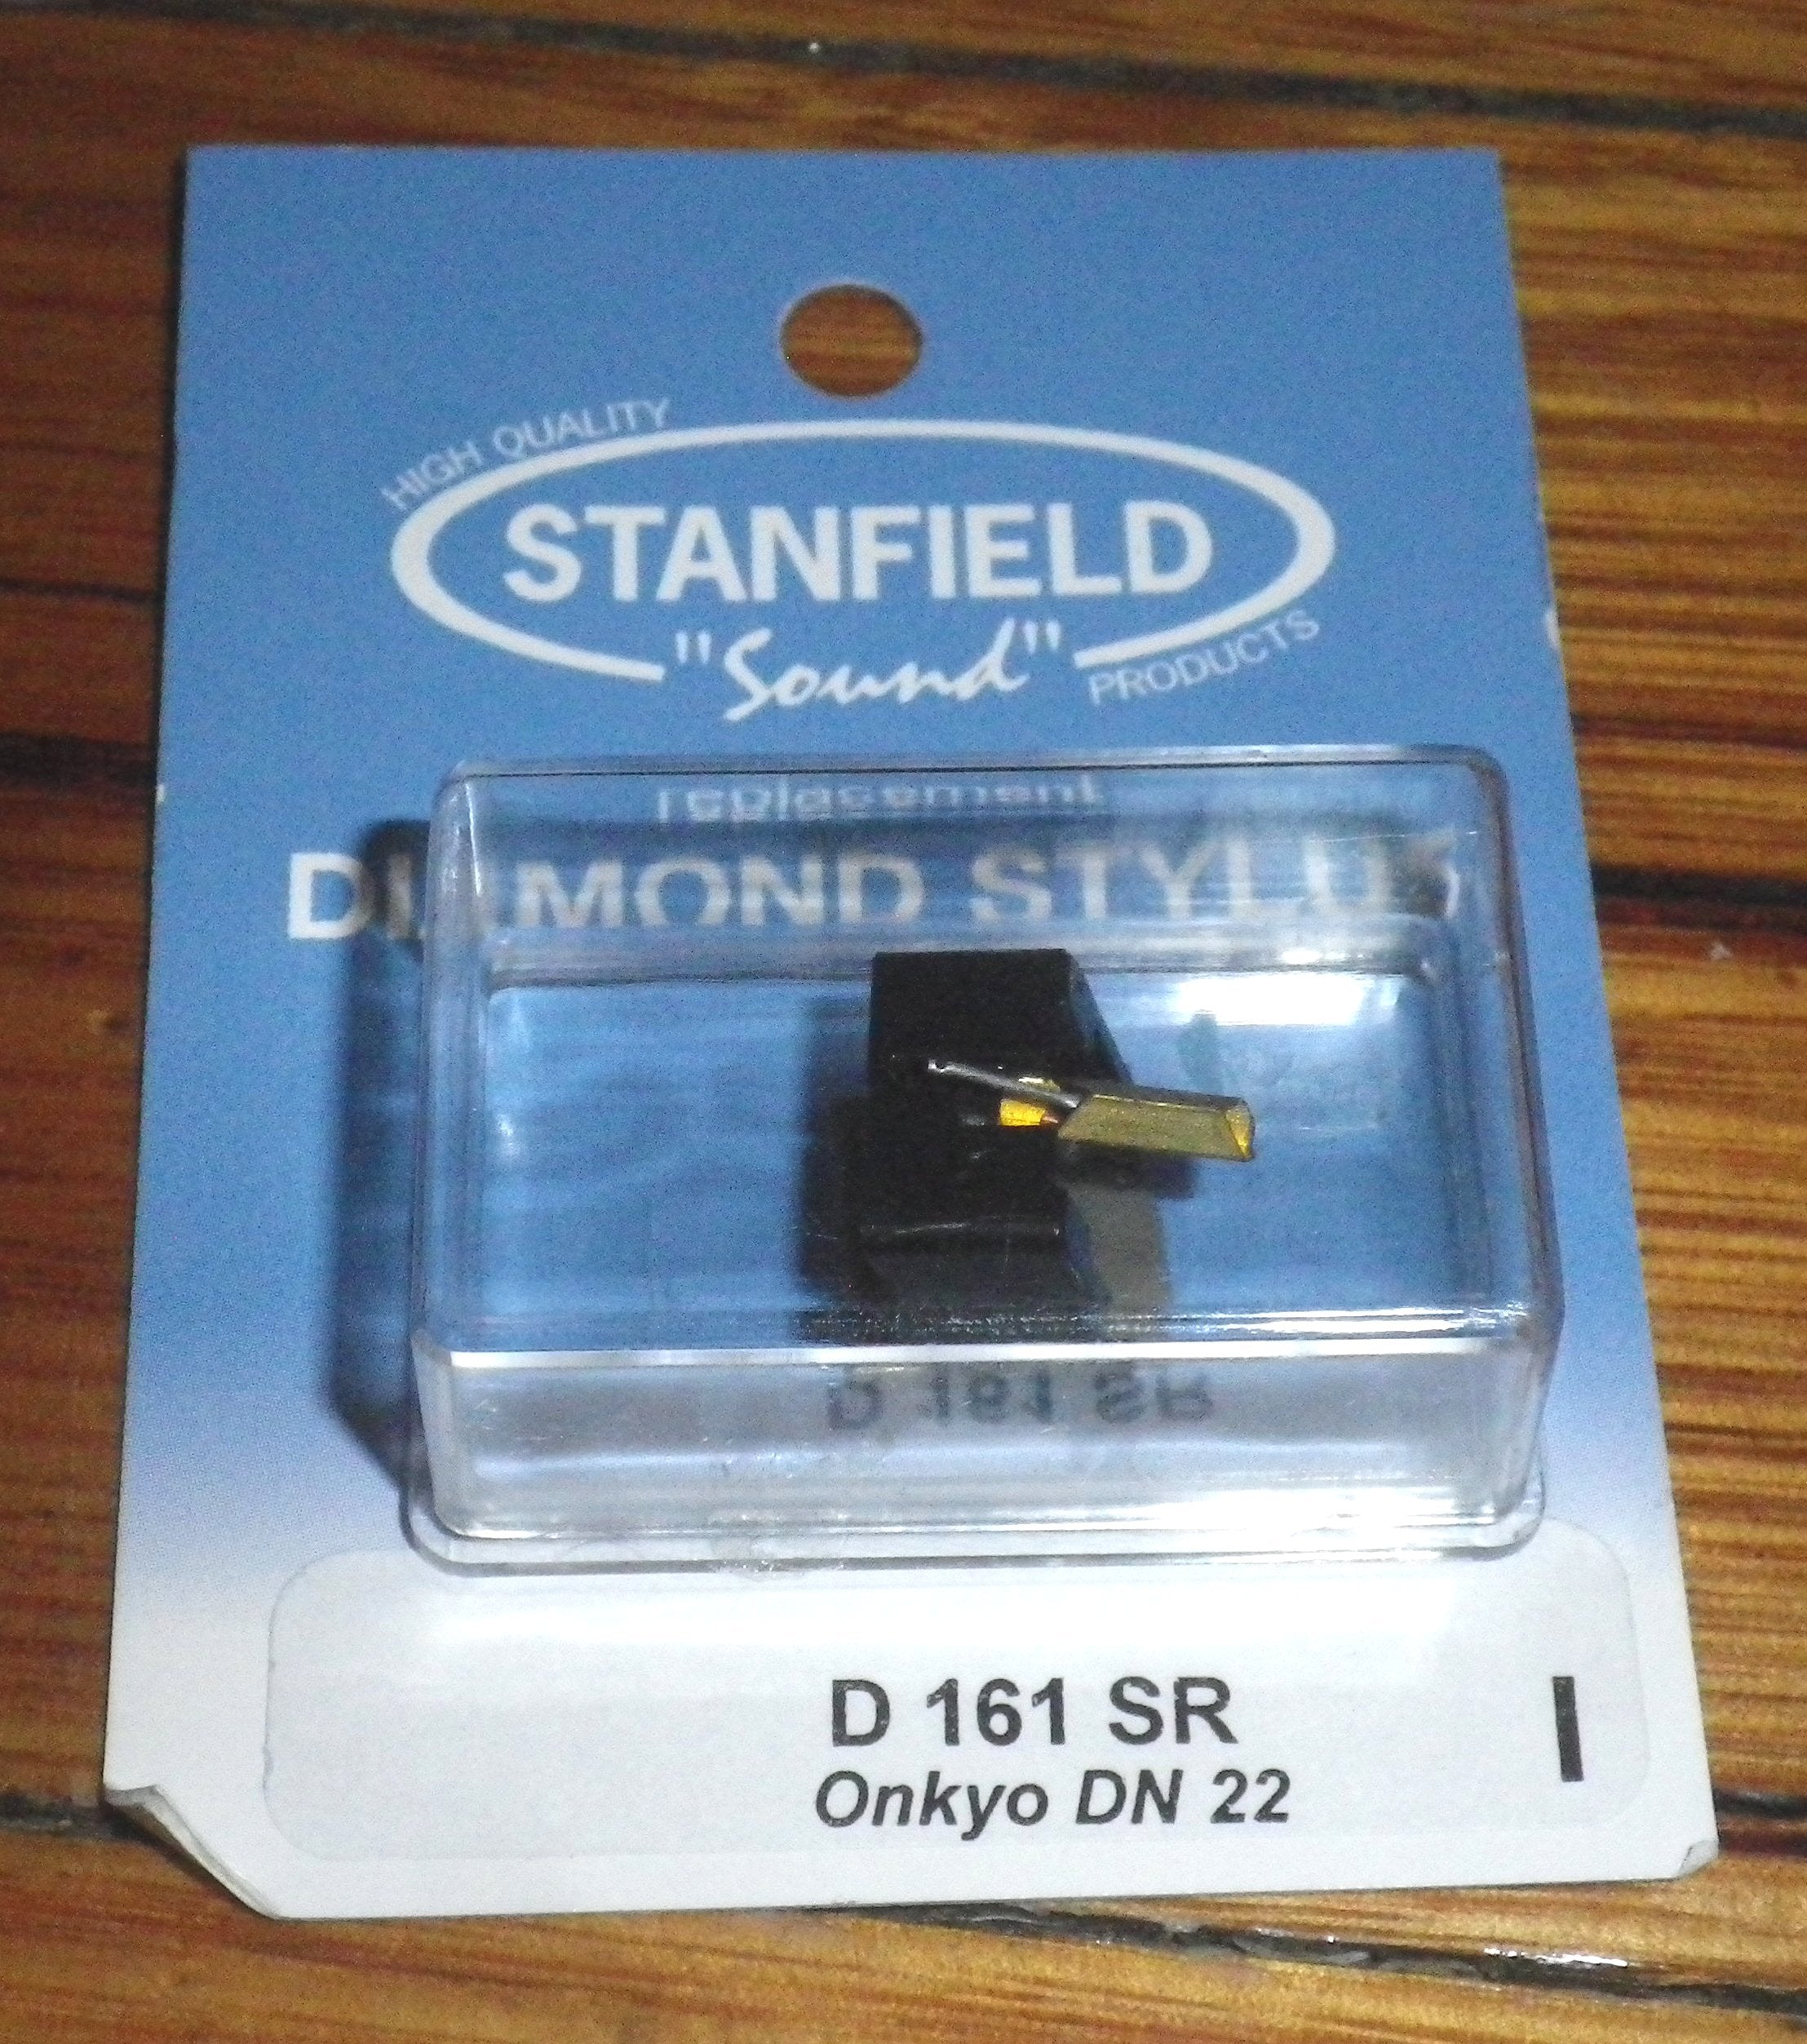 HIGH QUALITY
STANFIELD
"Sound"
PRODUCTS
replacement
DIAMOND STYLUS
D 161 SR
D 161 SR
Onkyo DN 22
I